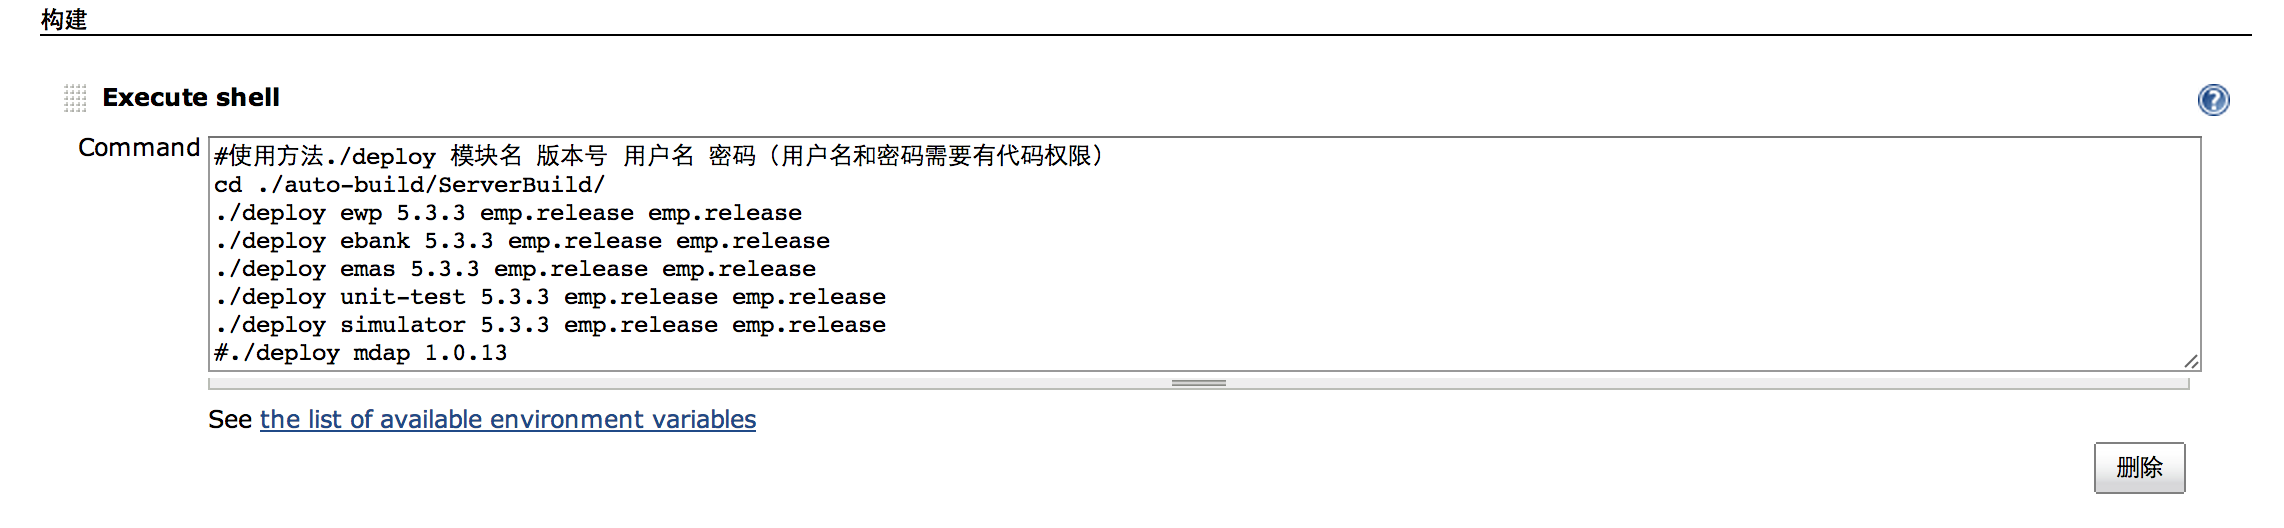 构建
Execute shell
Command
#使用方法./deploy 模块名 版本号 用户名 密码（用户名和密码需要有代码权限）
cd ./auto-build/ServerBuild/
./deploy ewp 5.3.3 emp.release emp.release
./deploy ebank 5.3.3 emp.release emp.release
./deploy emas 5.3.3 emp.release emp.release
./deploy unit-test 5.3.3 emp.release emp.release
./deploy simulator 5.3.3 emp.release emp.release
#./deploy mdap 1.0.13
See the list of available environment variables
删除